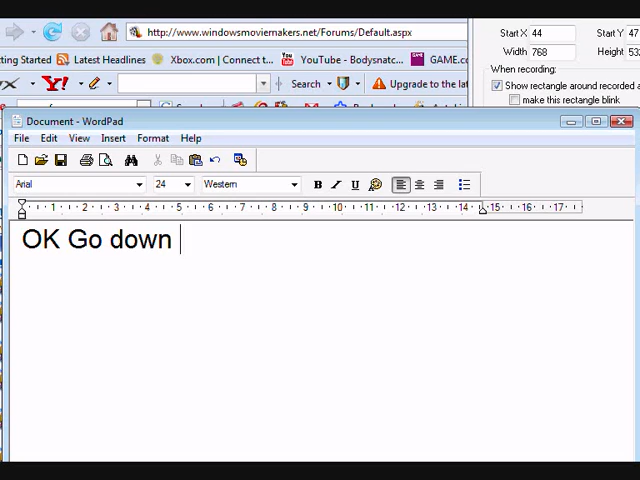 http://www.windowsmoviemakers.net/Forums/Default.aspx
Start X 44 Start Y 47
tting Started Latest Headlines Xbox.com | Connect t... YouTube - Bodysnatc... GAME.cc
Width 768 Height 532
Search Upgrade to the latest
When recording:
Show rectangle around recorded a
make this rectangle blink
Document - WordPad
File Edit View Insert Format Help
Arial 24 Western B I U
1 2 3 4 5 6 7 8 9 10 11 12 13 14 15 16 17
OK Go down